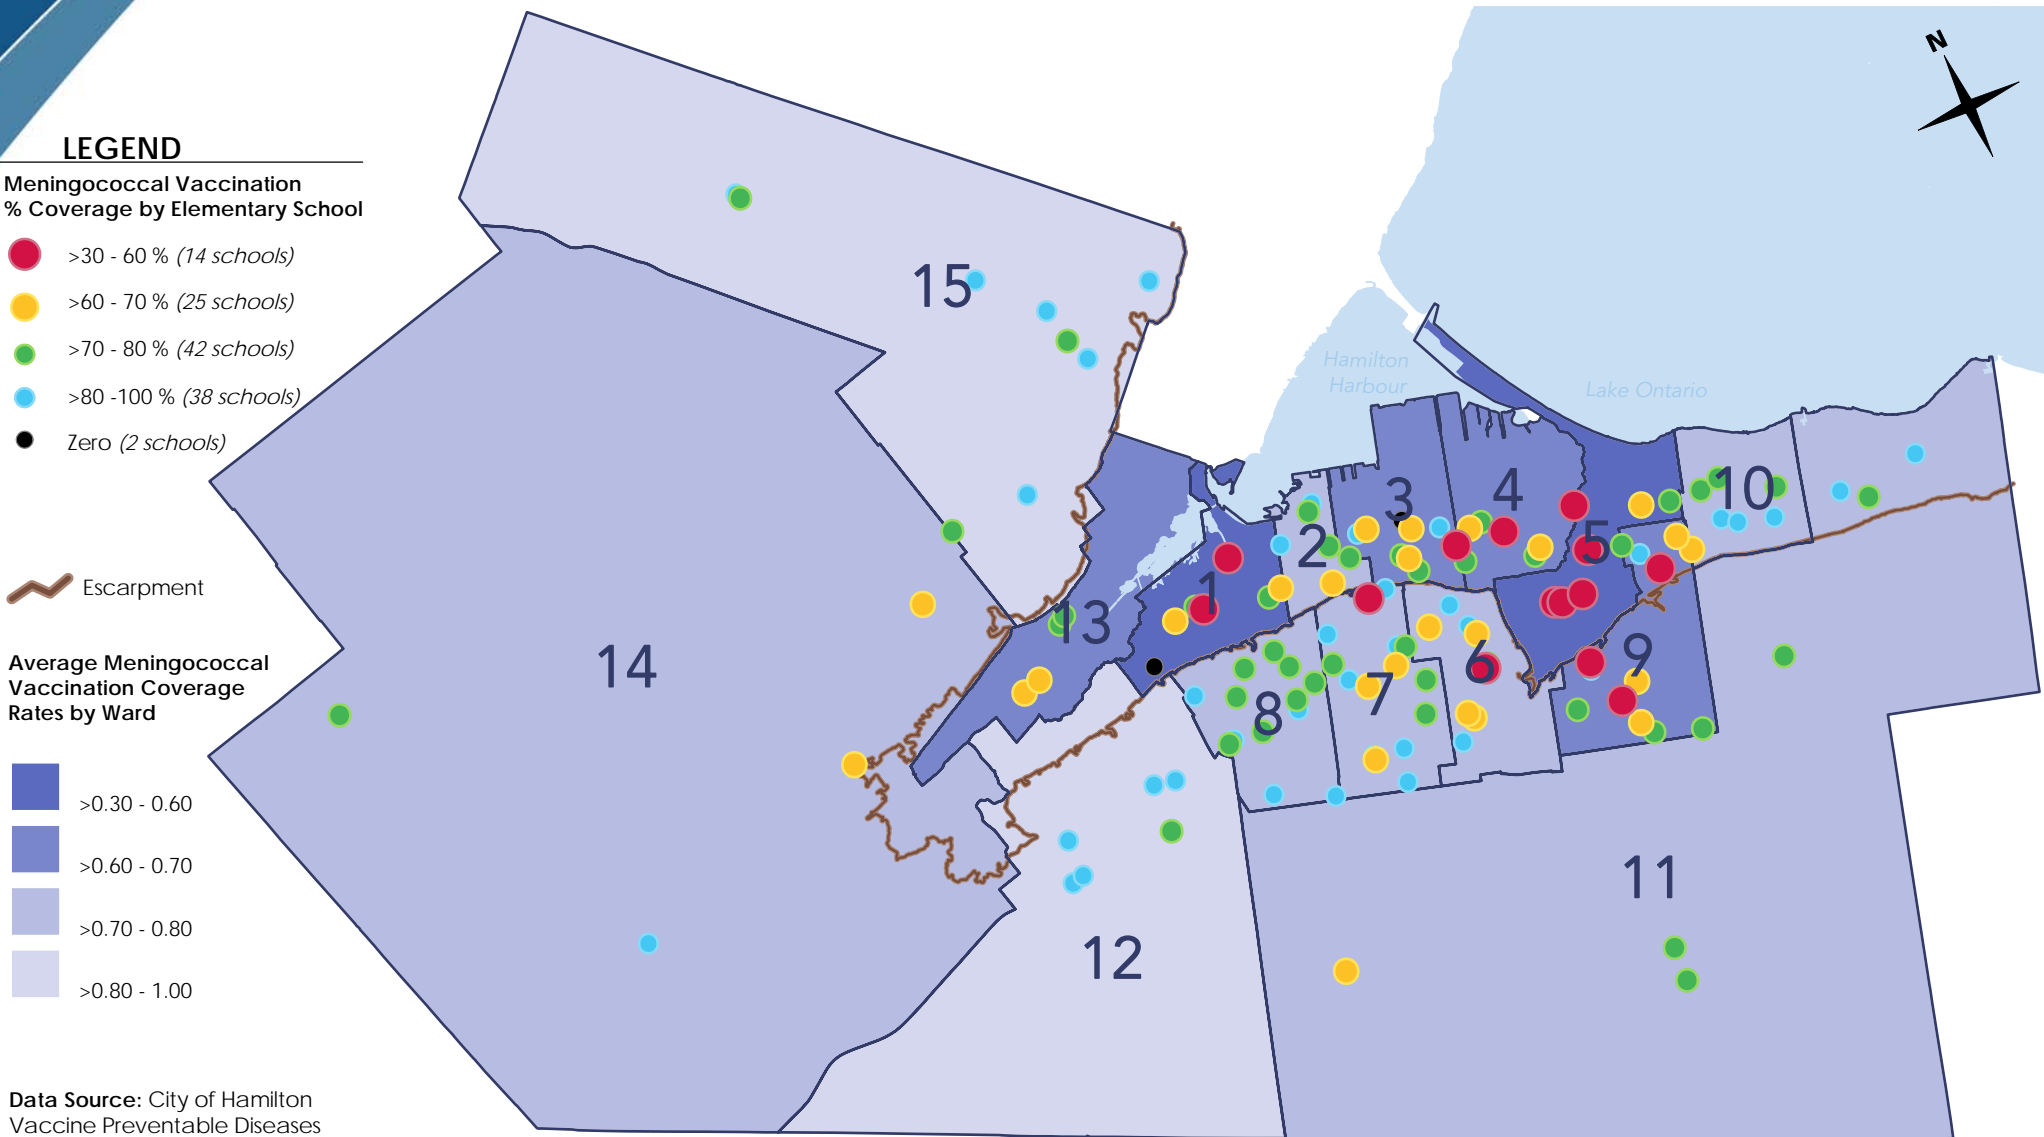 LEGEND
Meningococcal Vaccination
% Coverage by Elementary School
>30 - 60 % (14 schools)
>60 - 70 % (25 schools)
>70 - 80 % (42 schools)
>80 -100 % (38 schools)
Zero (2 schools)
Escarpment
Average Meningococcal
Vaccination Coverage
Rates by Ward
>0.30 - 0.60
>0.60 - 0.70
>0.70 - 0.80
>0.80 - 1.00
Data Source: City of Hamilton
Vaccine Preventable Diseases
N
15
Hamilton
Harbour
Lake Ontario
3
4
10
2
5
1
13
14
6
9
7
8
11
12